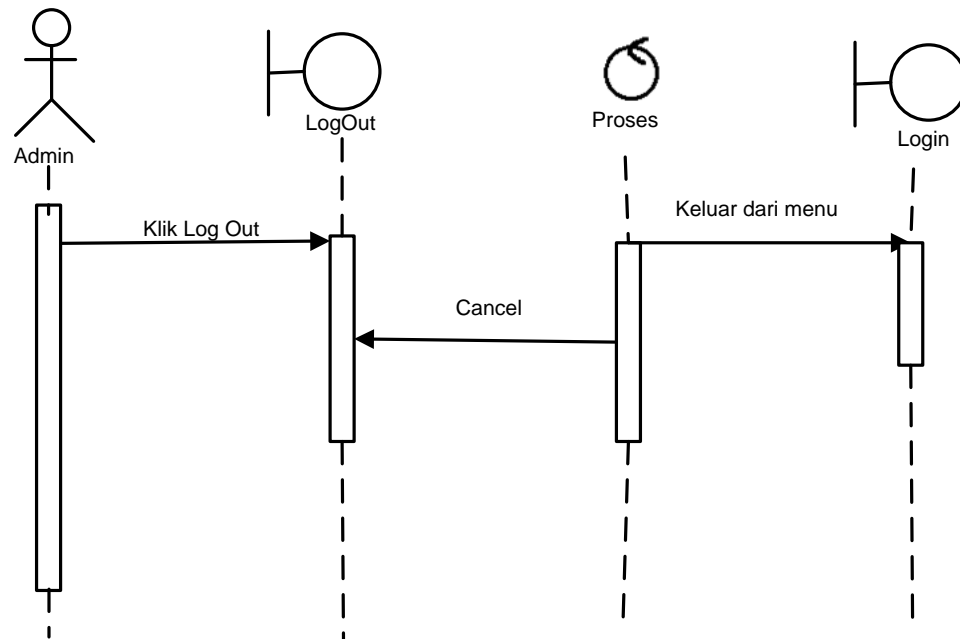 Admin
LogOut
Proses
Login
Klik Log Out
Keluar dari menu
Cancel